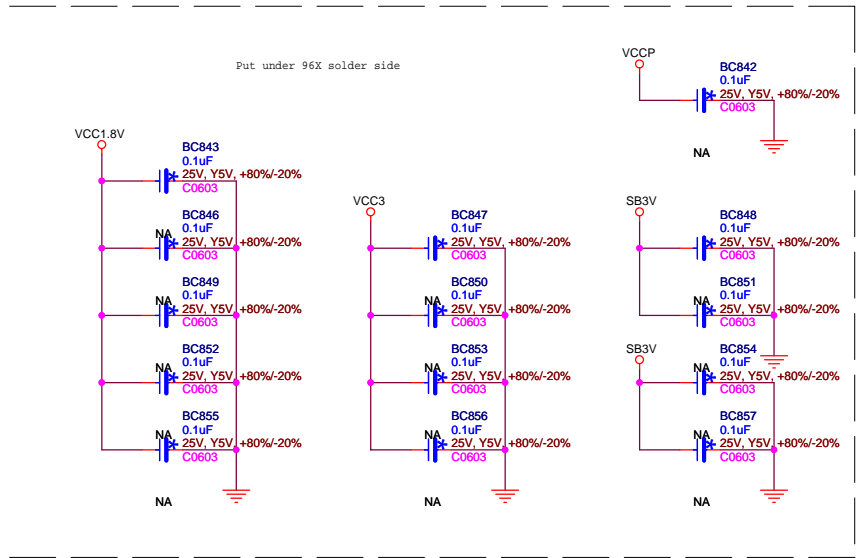 Put under 96X solder side
VCC1.8V
BC843
0.1uF
25V, Y5V, +80%/-20%
C0603
BC846
NA
0.1uF
25V, Y5V, +80%/-20%
C0603
BC849
NA
0.1uF
25V, Y5V, +80%/-20%
C0603
BC852
NA
0.1uF
25V, Y5V, +80%/-20%
C0603
BC855
NA
0.1uF
25V, Y5V, +80%/-20%
C0603
NA
VCC3
BC847
0.1uF
25V, Y5V, +80%/-20%
C0603
BC850
NA
0.1uF
25V, Y5V, +80%/-20%
C0603
BC853
NA
0.1uF
25V, Y5V, +80%/-20%
C0603
BC856
NA
0.1uF
25V, Y5V, +80%/-20%
C0603
NA
VCCP
BC842
0.1uF
25V, Y5V, +80%/-20%
C0603
NA
SB3V
BC848
0.1uF
25V, Y5V, +80%/-20%
C0603
BC851
NA
0.1uF
25V, Y5V, +80%/-20%
C0603
SB3V
BC854
0.1uF
25V, Y5V, +80%/-20%
C0603
BC857
NA
0.1uF
25V, Y5V, +80%/-20%
C0603
NA